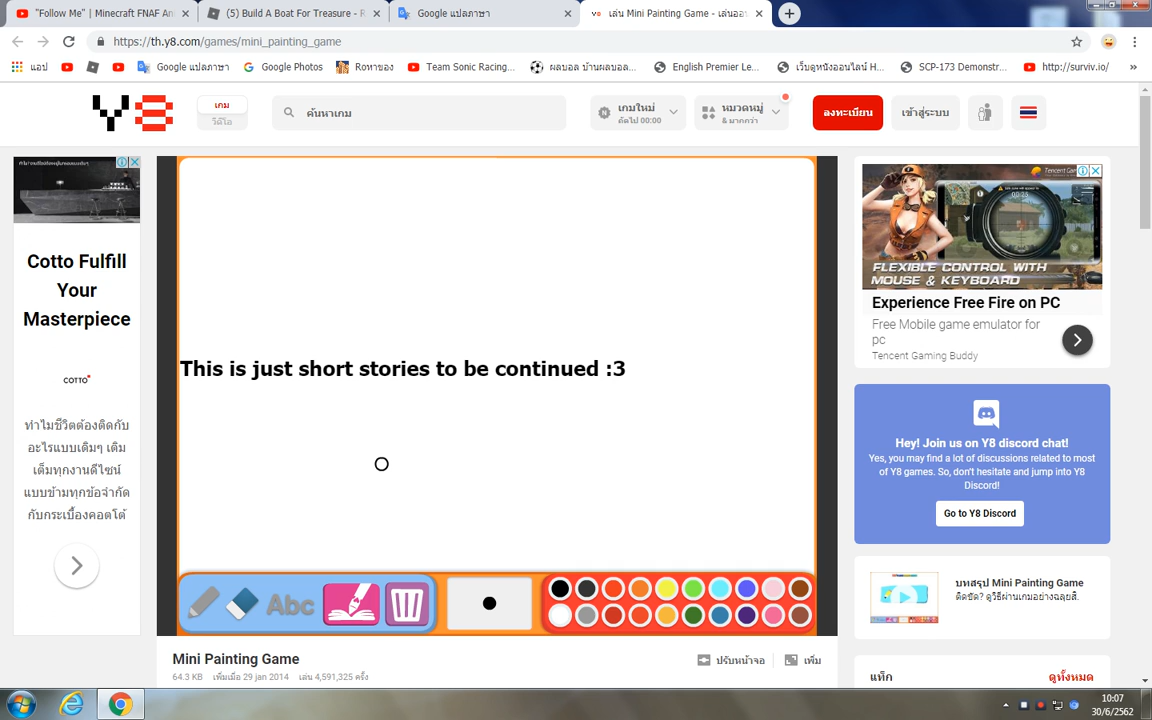 "Follow Me" | Minecraft FNAF An
(5) Build A Boat For Treasure - R
Google แปลภาษา
เล่น Mini Painting Game - เล่นออน
https://th.y8.com/games/mini_painting_game
แอป
Google แปลภาษา
Google Photos
Roทาของ
Team Sonic Racing...
ผลบอล บ้านผลบอล...
English Premier Le...
เว็บดูหนังออนไลน์ H...
SCP-173 Demonstr...
http://surviv.io/
»
Y8
เกม
วิดีโอ
ค้นหาเกม
เกมใหม่
ถัดไป 00:00
หมวดหมู่
& มากกว่า
ลงทะเบียน
เข้าสู่ระบบ
Cotto Fulfill
Your
Masterpiece
COTTO
ทำไมชีวิตต้องติดกับ
อะไรแบบเดิมๆ เติม
เต็มทุกงานดีไซน์
แบบข้ามทุกข้อจำกัด
กับกระเบื้องคอตโต้
This is just short stories to be continued :3
Abc
Tencent Gam
FLEXIBLE CONTROL WITH
MOUSE & KEYBOARD
Experience Free Fire on PC
Free Mobile game emulator for
pc
Tencent Gaming Buddy
Hey! Join us on Y8 discord chat!
Yes, you may find a lot of discussions related to most
of Y8 games. So, don't hesitate and jump into Y8
Discord!
Go to Y8 Discord
บทสรุป Mini Painting Game
ติดขัด? ดูวิธีผ่านเกมอย่างฉลุยสิ.
Mini Painting Game
64.3 KB เพิ่มเมื่อ 29 jan 2014 เล่น 4,591,325 ครั้ง
ปรับหน้าจอ
เพิ่ม
แท็ก
ดูทั้งหมด
10:07
30/6/2562